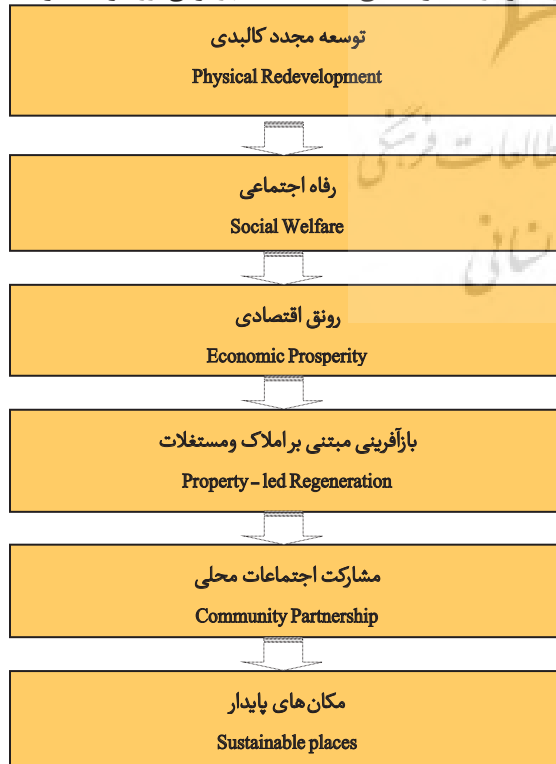 توسعه مجدد کالبدی
Physical Redevelopment
رفاه اجتماعی
Social Welfare
رونق اقتصادی
Economic Prosperity
بازآفرینی مبتنی بر املاک ومستغلات
Property – led Regeneration
مشارکت اجتماعات محلی
Community Partnership
مکان‌های پایدار
Sustainable places